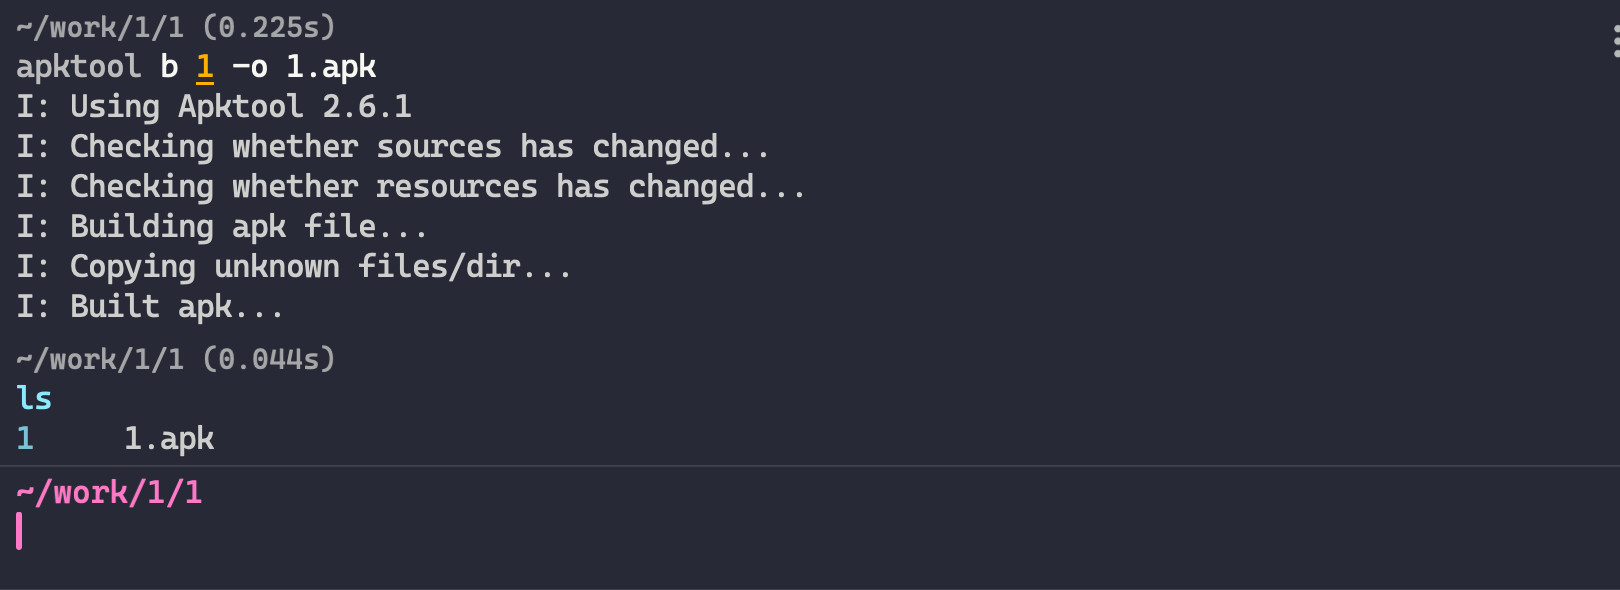 ~/work/1/1 (0.225s)
apktool b 1 -o 1.apk
I: Using Apktool 2.6.1
I: Checking whether sources has changed...
I: Checking whether resources has changed...
I: Building apk file...
I: Copying unknown files/dir...
I: Built apk...
~/work/1/1 (0.044s)
ls
1     1.apk
~/work/1/1